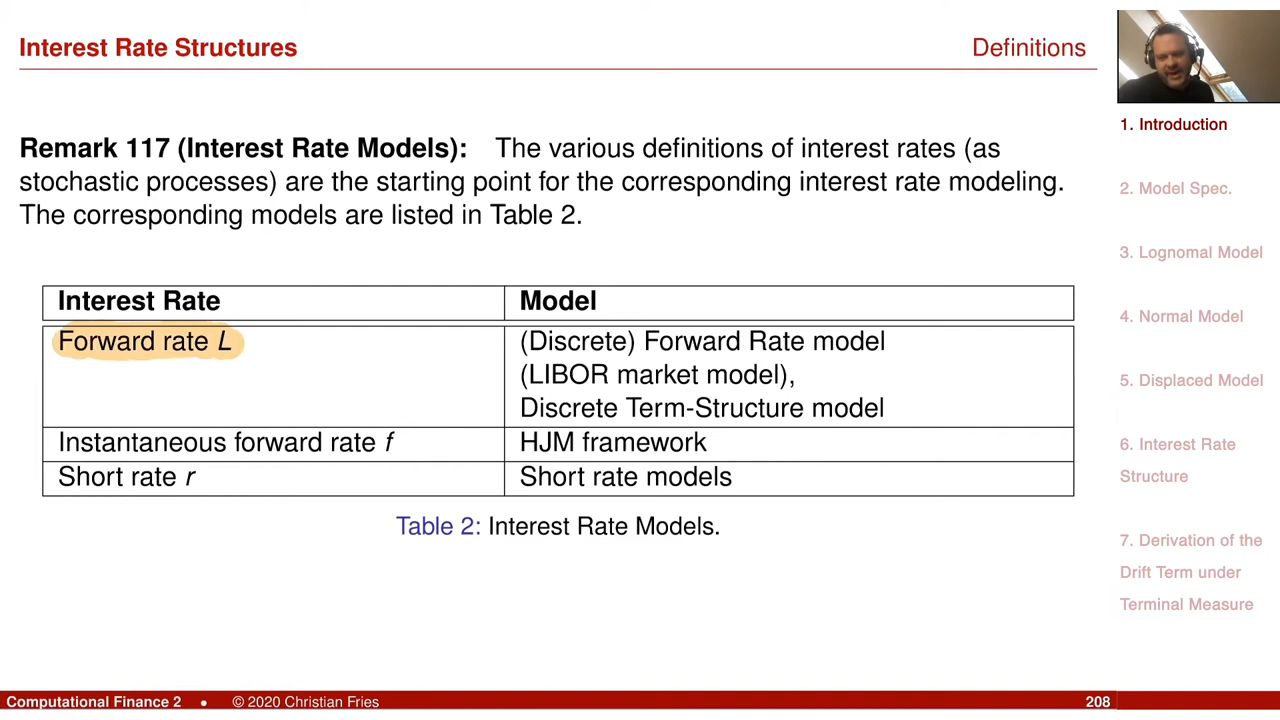 Interest Rate Structures
Definitions
Remark 117 (Interest Rate Models): The various definitions of interest rates (as
stochastic processes) are the starting point for the corresponding interest rate modeling.
The corresponding models are listed in Table 2.
Interest Rate Model
Forward rate L (Discrete) Forward Rate model
(LIBOR market model),
Discrete Term-Structure model
Instantaneous forward rate f HJM framework
Short rate r Short rate models
Table 2: Interest Rate Models.
1. Introduction
2. Model Spec.
3. Lognomal Model
4. Normal Model
5. Displaced Model
6. Interest Rate
Structure
7. Derivation of the
Drift Term under
Terminal Measure
Computational Finance 2 • © 2020 Christian Fries 208